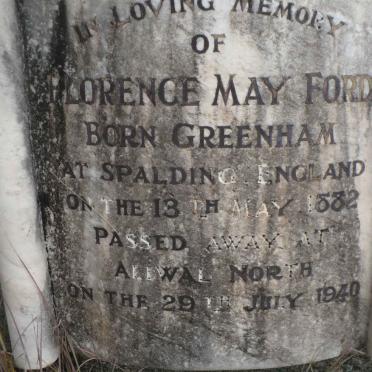 IN LOVING MEMORY
OF
FLORENCE MAY FORD
BORN GREENHAM
AT SPALDING, ENGLAND
ON THE 13TH MAY 1882
PASSED AWAY AT
ALIWAL NORTH
ON THE 29TH JULY 1940